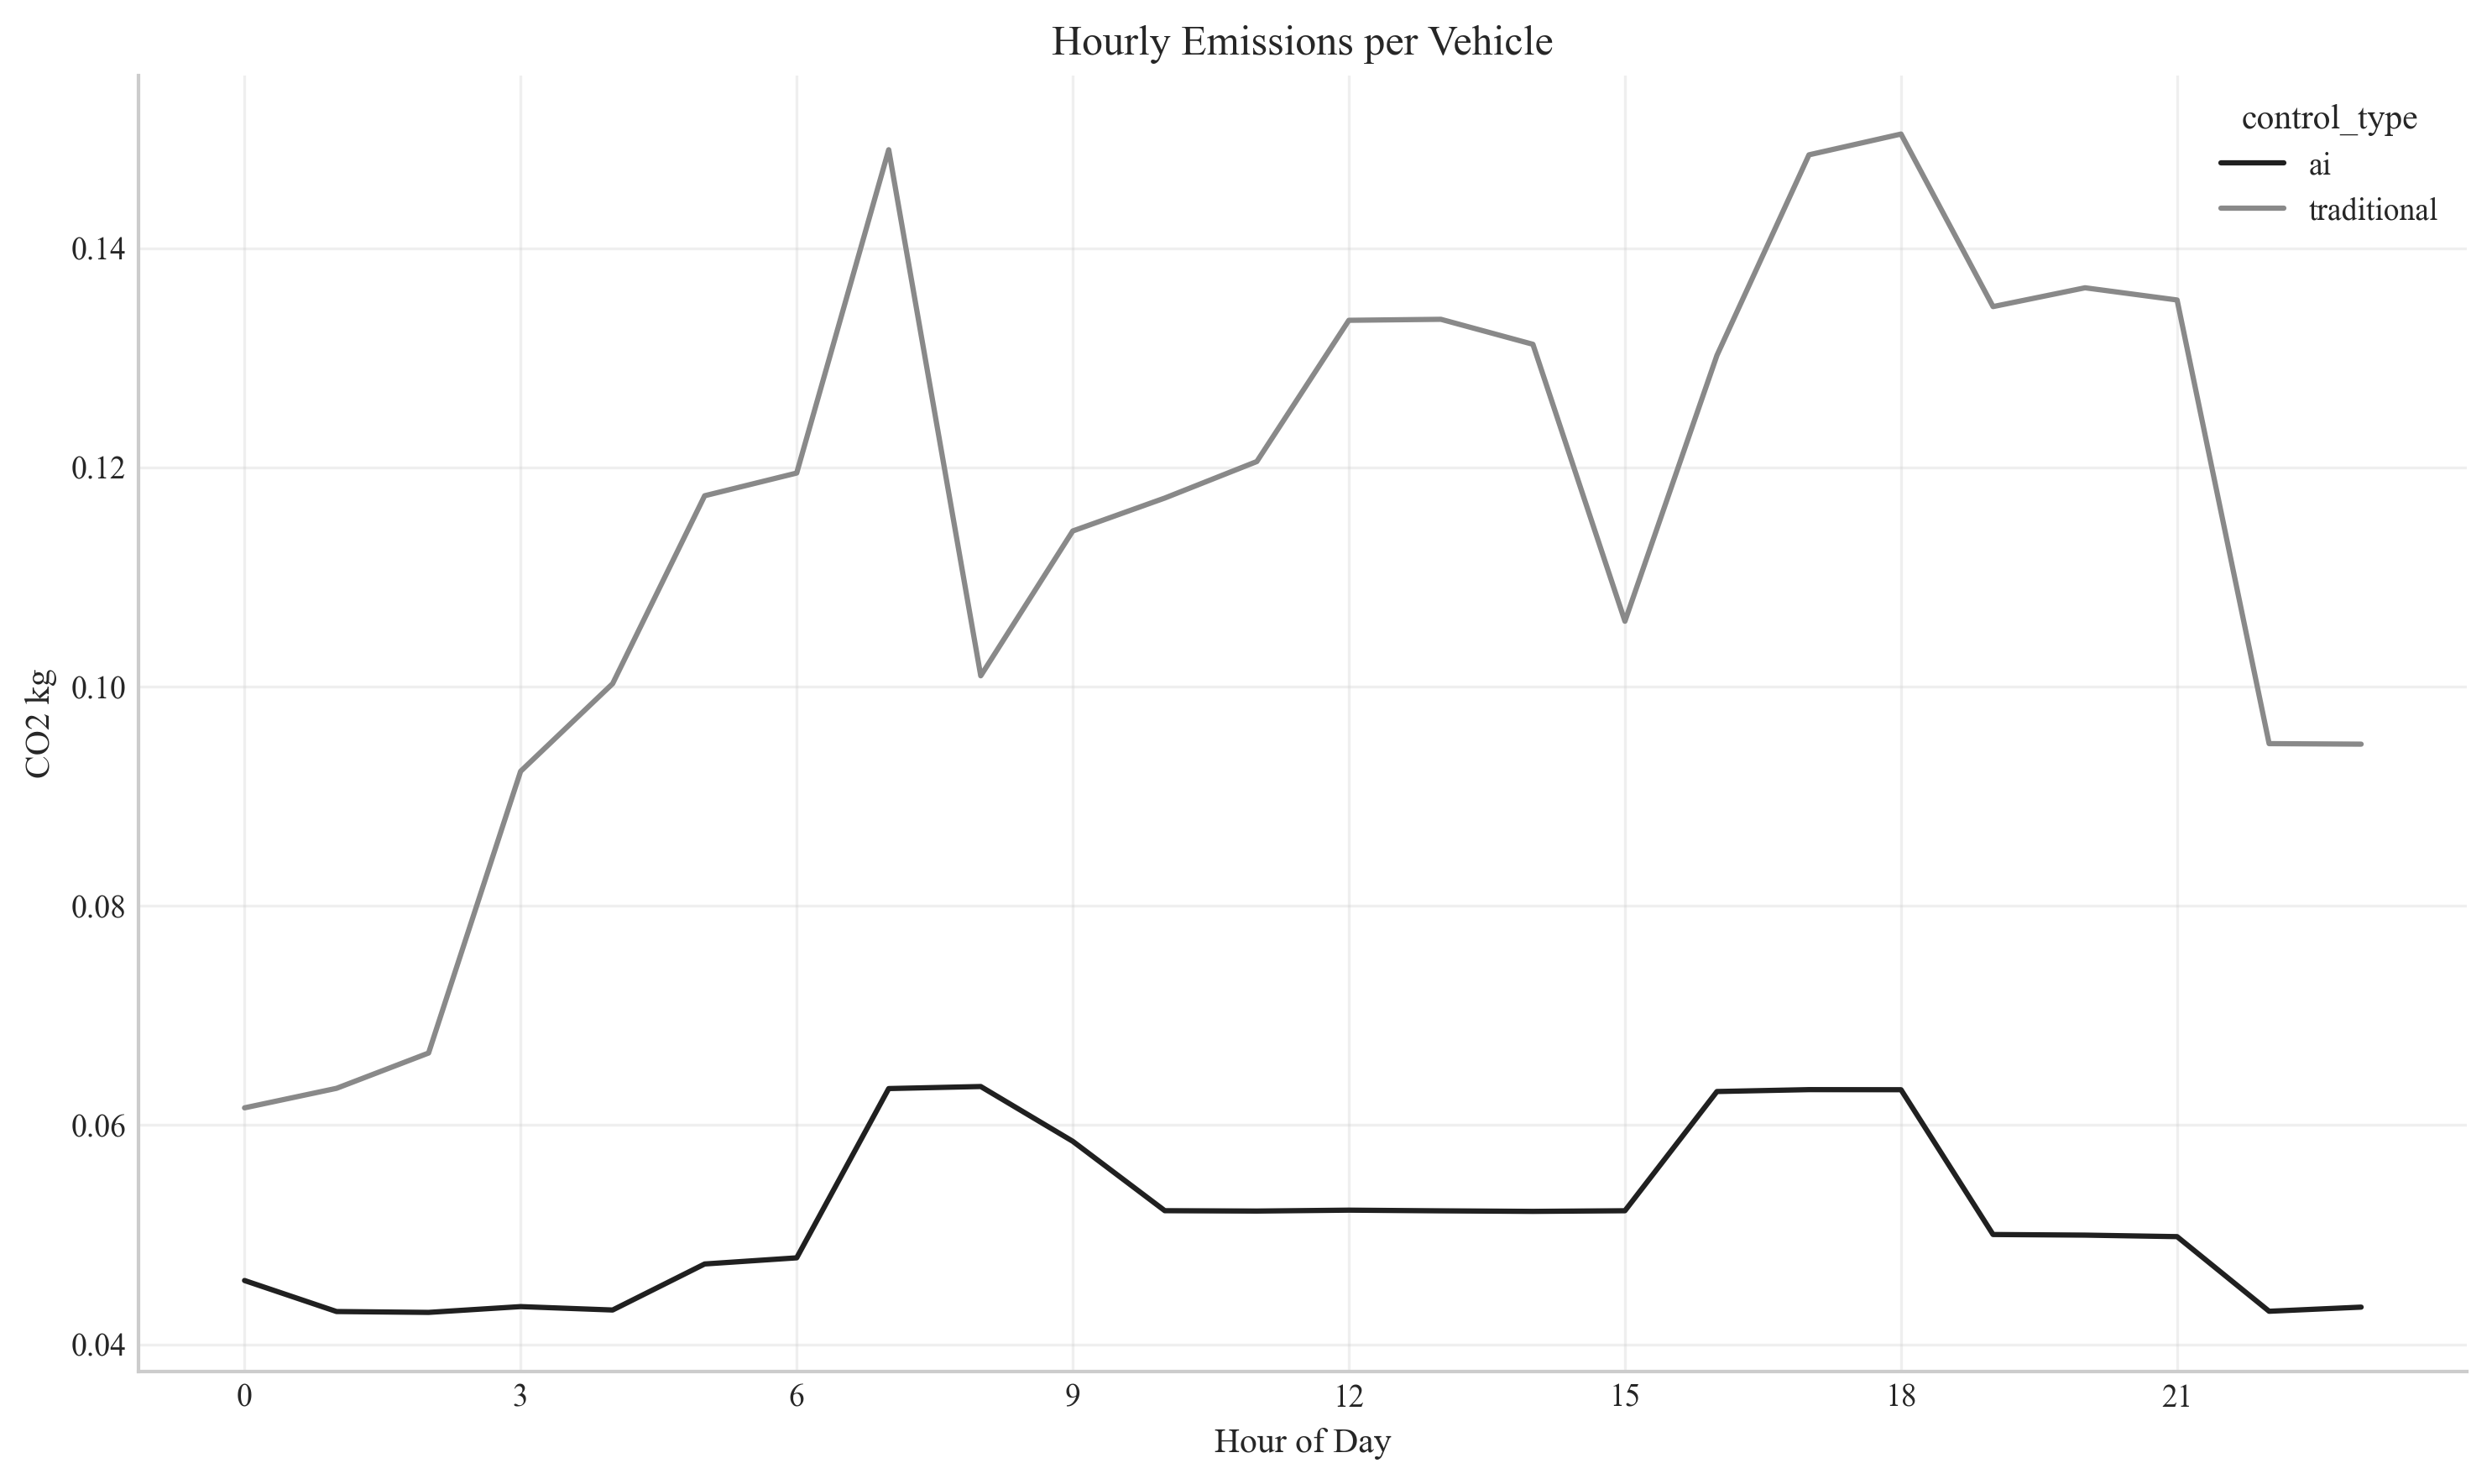 Hourly Emissions per Vehicle
control_type
ai
traditional
CO2 kg
0.14
0.12
0.10
0.08
0.06
0.04
0 3 6 9 12 15 18 21
Hour of Day